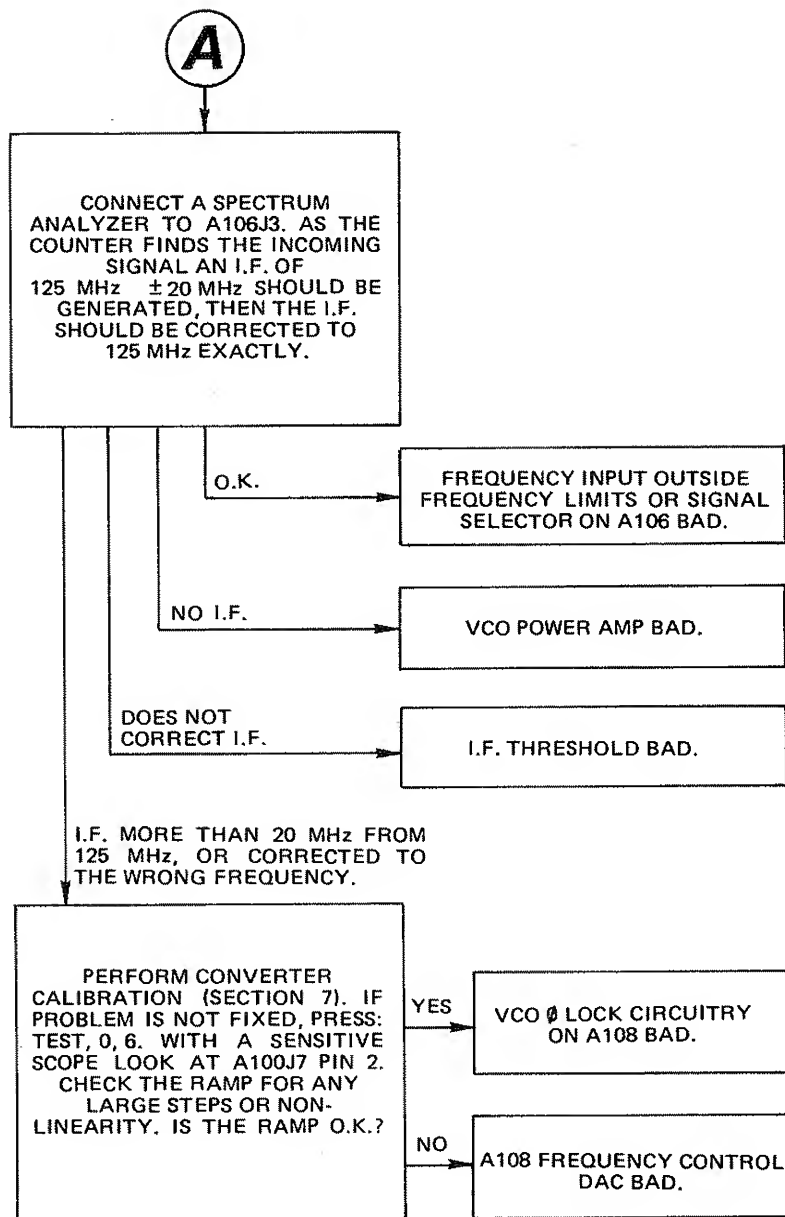 A
CONNECT A SPECTRUM
ANALYZER TO A106J3. AS THE
COUNTER FINDS THE INCOMING
SIGNAL AN I.F. OF
125 MHz ±20 MHz SHOULD BE
GENERATED, THEN THE I.F.
SHOULD BE CORRECTED TO
125 MHz EXACTLY.
O.K.
FREQUENCY INPUT OUTSIDE
FREQUENCY LIMITS OR SIGNAL
SELECTOR ON A106 BAD.
NO I.F.
VCO POWER AMP BAD.
DOES NOT
CORRECT I.F.
I.F. THRESHOLD BAD.
I.F. MORE THAN 20 MHz FROM
125 MHz, OR CORRECTED TO
THE WRONG FREQUENCY.
PERFORM CONVERTER
CALIBRATION (SECTION 7). IF
PROBLEM IS NOT FIXED, PRESS:
TEST, 0, 6. WITH A SENSITIVE
SCOPE LOOK AT A100J7 PIN 2.
CHECK THE RAMP FOR ANY
LARGE STEPS OR NON-
LINEARITY. IS THE RAMP O.K.?
YES
VCO Ø LOCK CIRCUITRY
ON A108 BAD.
NO
A108 FREQUENCY CONTROL
DAC BAD.